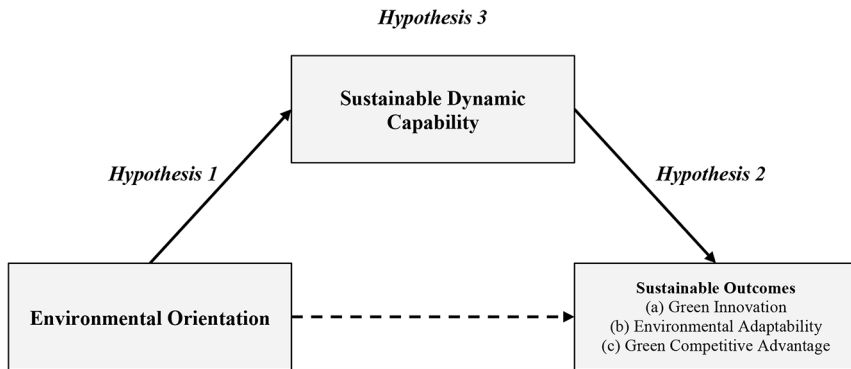 Hypothesis 3
Sustainable Dynamic
Capability
Hypothesis 1
Hypothesis 2
Environmental Orientation
Sustainable Outcomes
(a) Green Innovation
(b) Environmental Adaptability
(c) Green Competitive Advantage